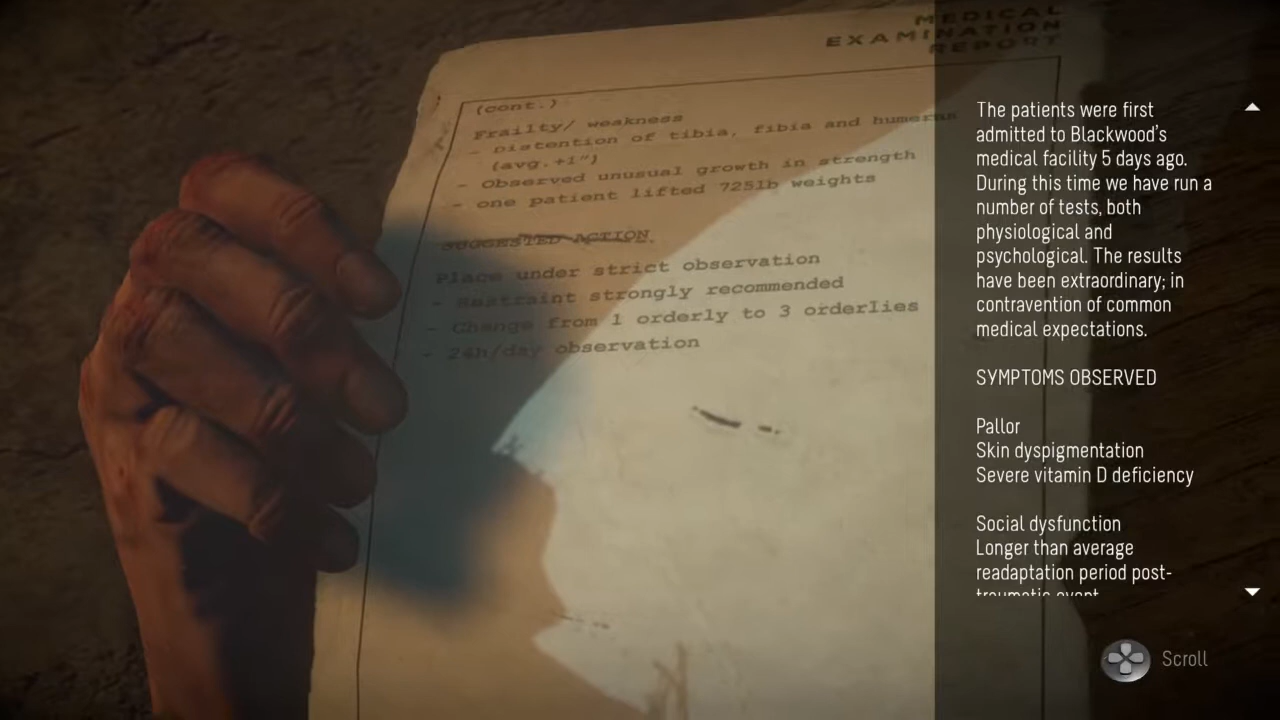 MEDICAL
EXAMINATION
REPORT
(cont.)
Frailty/ weakness
- Distention of tibia, fibia and humerus
(avg.+1")
- Observed unusual growth in strength
- one patient lifted 725lb weights
SUGGESTED ACTION
Place under strict observation
- Restraint strongly recommended
- Change from 1 orderly to 3 orderlies
- 24h/day observation
The patients were first
admitted to Blackwood's
medical facility 5 days ago.
During this time we have run a
number of tests, both
physiological and
psychological. The results
have been extraordinary; in
contravention of common
medical expectations.
SYMPTOMS OBSERVED
Pallor
Skin dyspigmentation
Severe vitamin D deficiency
Social dysfunction
Longer than average
readaptation period post-
traumatic event
Scroll